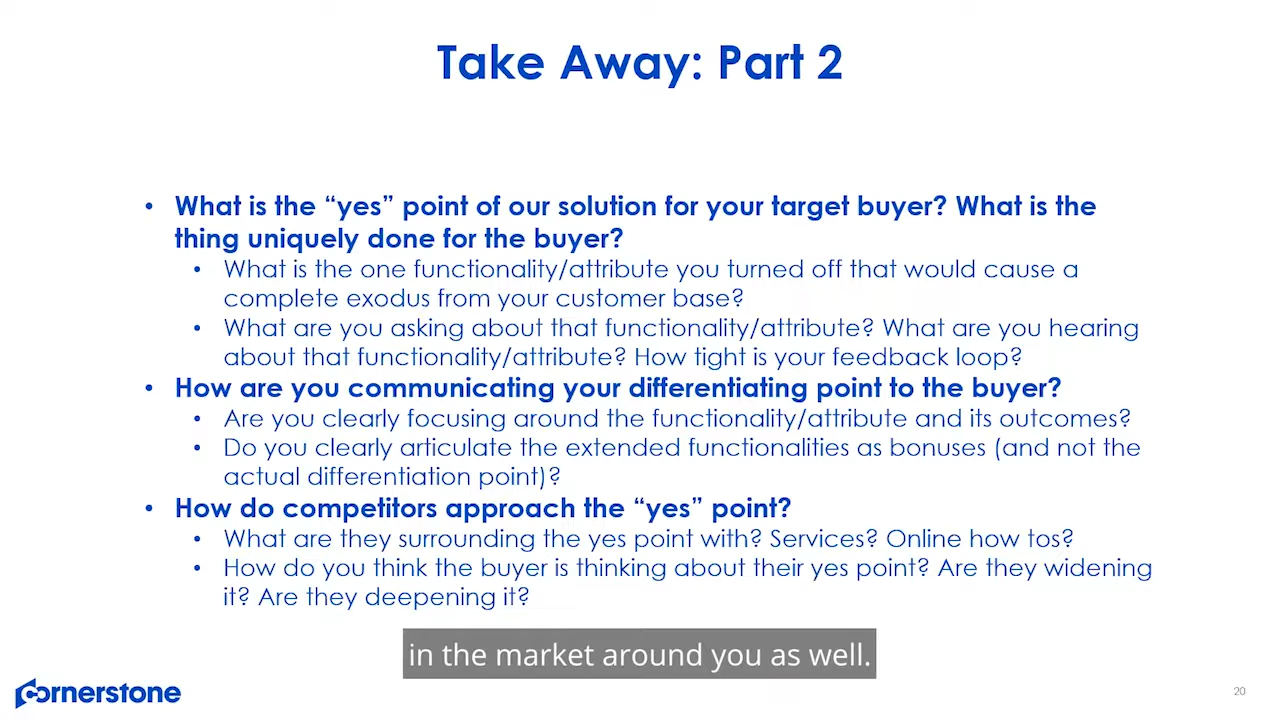 Take Away: Part 2
• What is the “yes” point of our solution for your target buyer? What is the
thing uniquely done for the buyer?
• What is the one functionality/attribute you turned off that would cause a
complete exodus from your customer base?
• What are you asking about that functionality/attribute? What are you hearing
about that functionality/attribute? How tight is your feedback loop?
• How are you communicating your differentiating point to the buyer?
• Are you clearly focusing around the functionality/attribute and its outcomes?
• Do you clearly articulate the extended functionalities as bonuses (and not the
actual differentiation point)?
• How do competitors approach the “yes” point?
• What are they surrounding the yes point with? Services? Online how tos?
• How do you think the buyer is thinking about their yes point? Are they widening
it? Are they deepening it?
in the market around you as well.
cornerstone
20